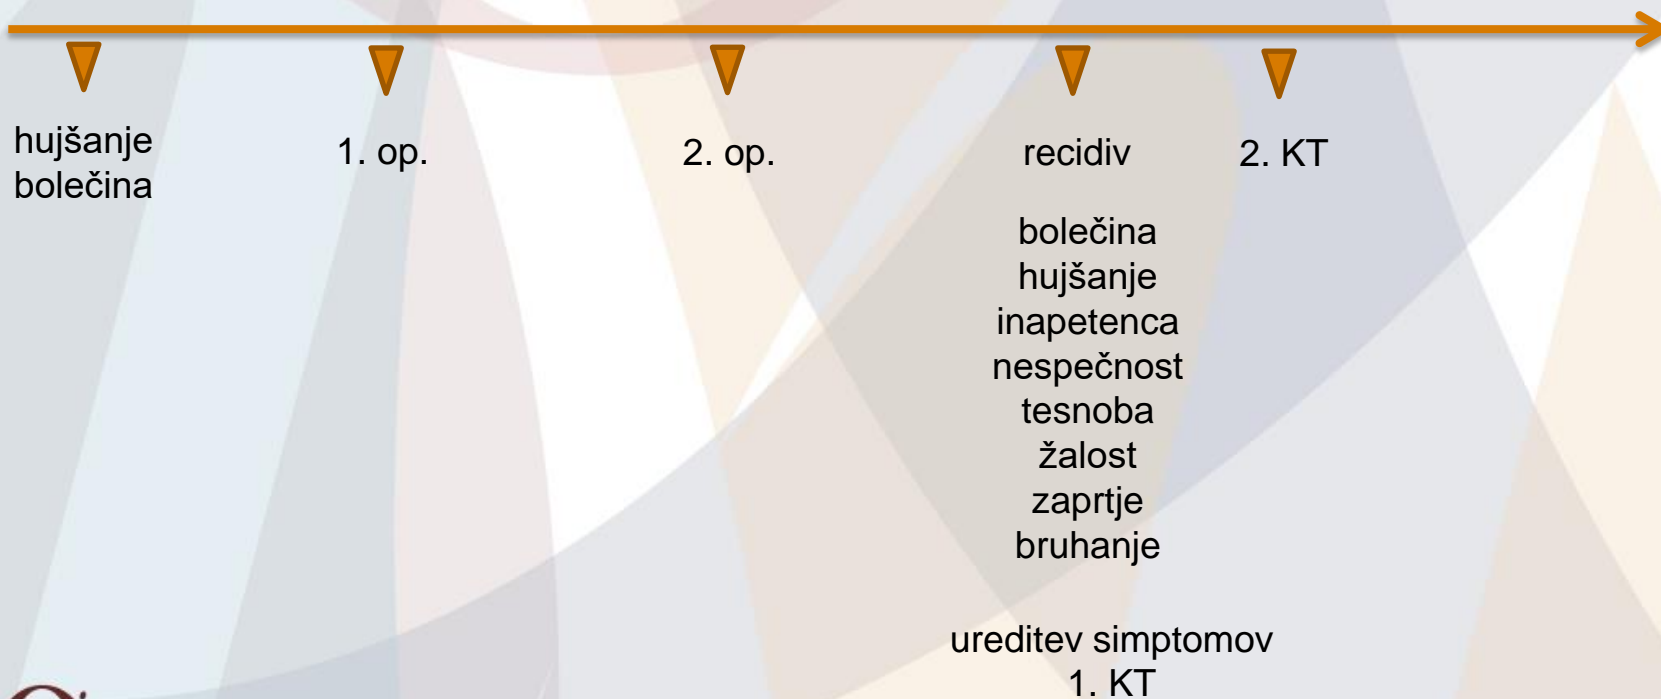 hujšanje
bolečina
1. op.
2. op.
recidiv
2. KT
bolečina
hujšanje
inapetenca
nespečnost
tesnoba
žalost
zaprtje
bruhanje
ureditev simptomov
1. KT